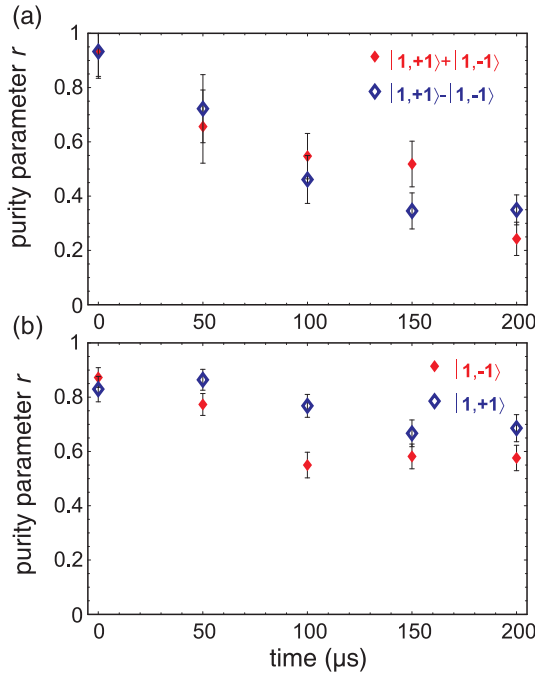 (a)
1
0.8
0.6
0.4
0.2
0
purity parameter r
|1,+1⟩+|1,-1⟩
|1,+1⟩-|1,-1⟩
0 50 100 150 200
(b)
1
0.8
0.6
0.4
0.2
0
purity parameter r
|1,-1⟩
|1,+1⟩
0 50 100 150 200
time (µs)